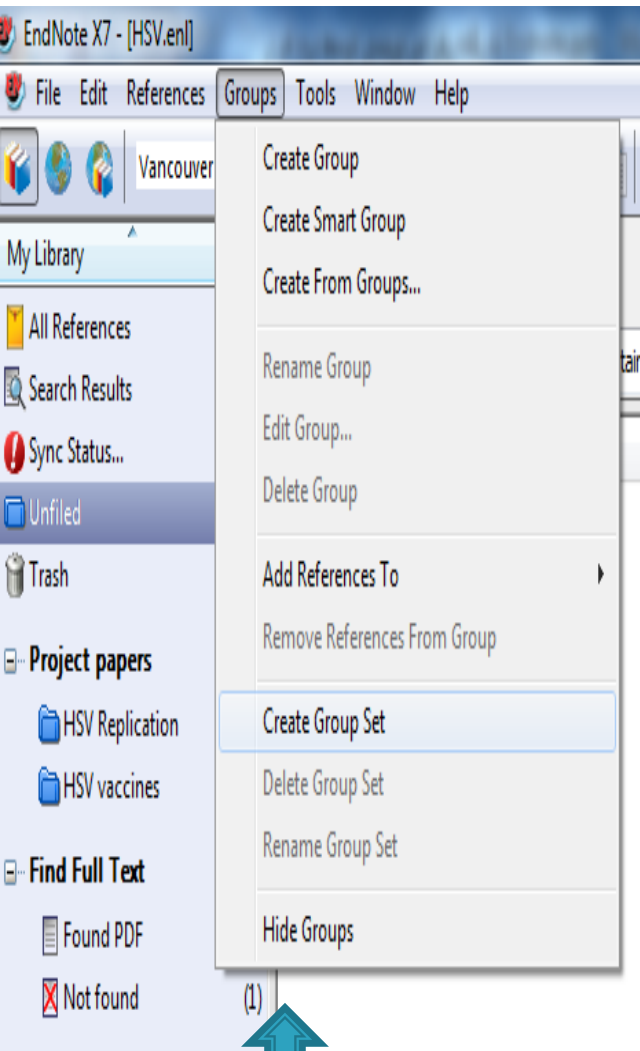 EndNote X7 - [HSV.enl]
File Edit References Groups Tools Window Help
Vancouver
My Library
All References
Search Results
Sync Status...
Unfiled
Trash
Project papers
HSV Replication
HSV vaccines
Find Full Text
Found PDF
Not found (1)
Create Group
Create Smart Group
Create From Groups...
Rename Group
Edit Group...
Delete Group
Add References To
Remove References From Group
Create Group Set
Delete Group Set
Rename Group Set
Hide Groups